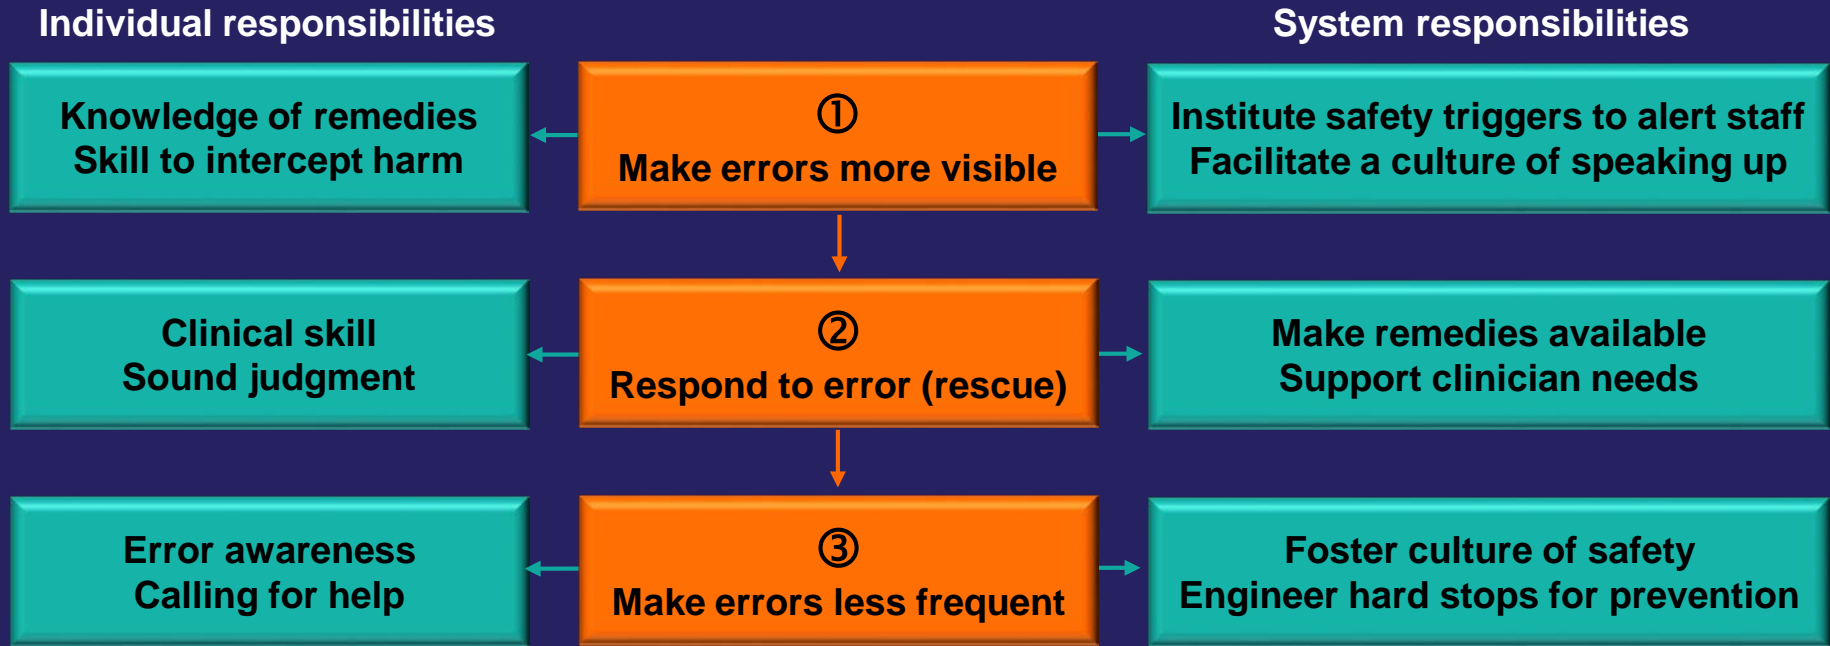 Individual responsibilities
System responsibilities
Knowledge of remedies
Skill to intercept harm
①
Make errors more visible
Institute safety triggers to alert staff
Facilitate a culture of speaking up
Clinical skill
Sound judgment
②
Respond to error (rescue)
Make remedies available
Support clinician needs
Error awareness
Calling for help
③
Make errors less frequent
Foster culture of safety
Engineer hard stops for prevention